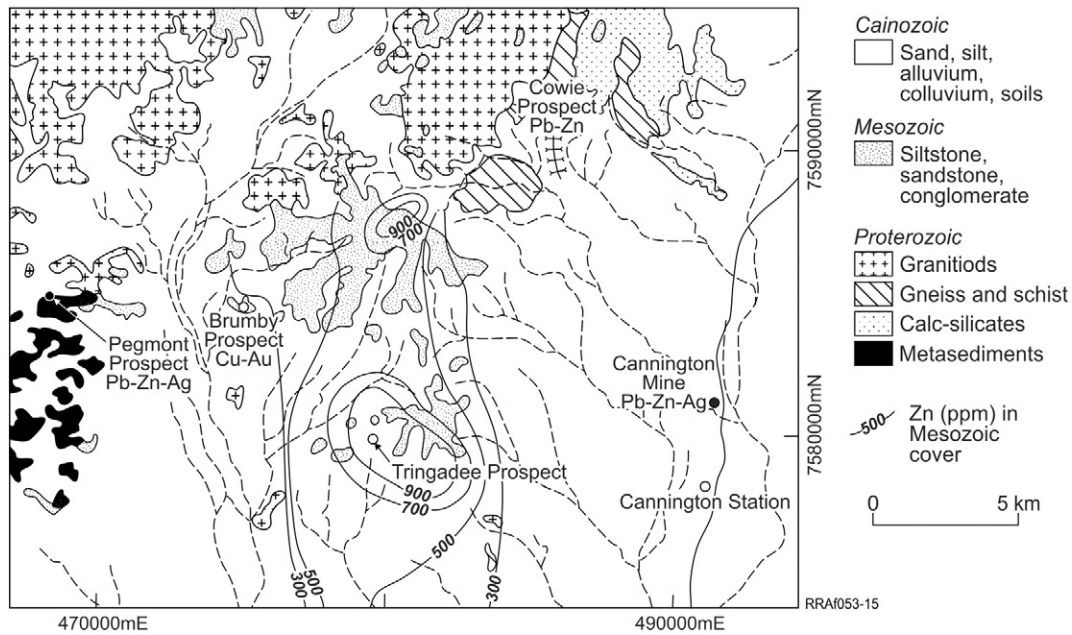 Cowie
Prospect
Pb-Zn
900
700
Pegmont
Prospect
Pb-Zn-Ag
Brumby
Prospect
Cu-Au
Cannington
Mine
Pb-Zn-Ag
Tringadee Prospect
900
700
Cannington Station
500
300
500
300
7590000mN
7580000mN
470000mE
490000mE
RRAf053-15
Cainozoic
Sand, silt,
alluvium,
colluvium, soils
Mesozoic
Siltstone,
sandstone,
conglomerate
Proterozoic
Granitiods
Gneiss and schist
Calc-silicates
Metasediments
500
Zn (ppm) in
Mesozoic
cover
0 5 km